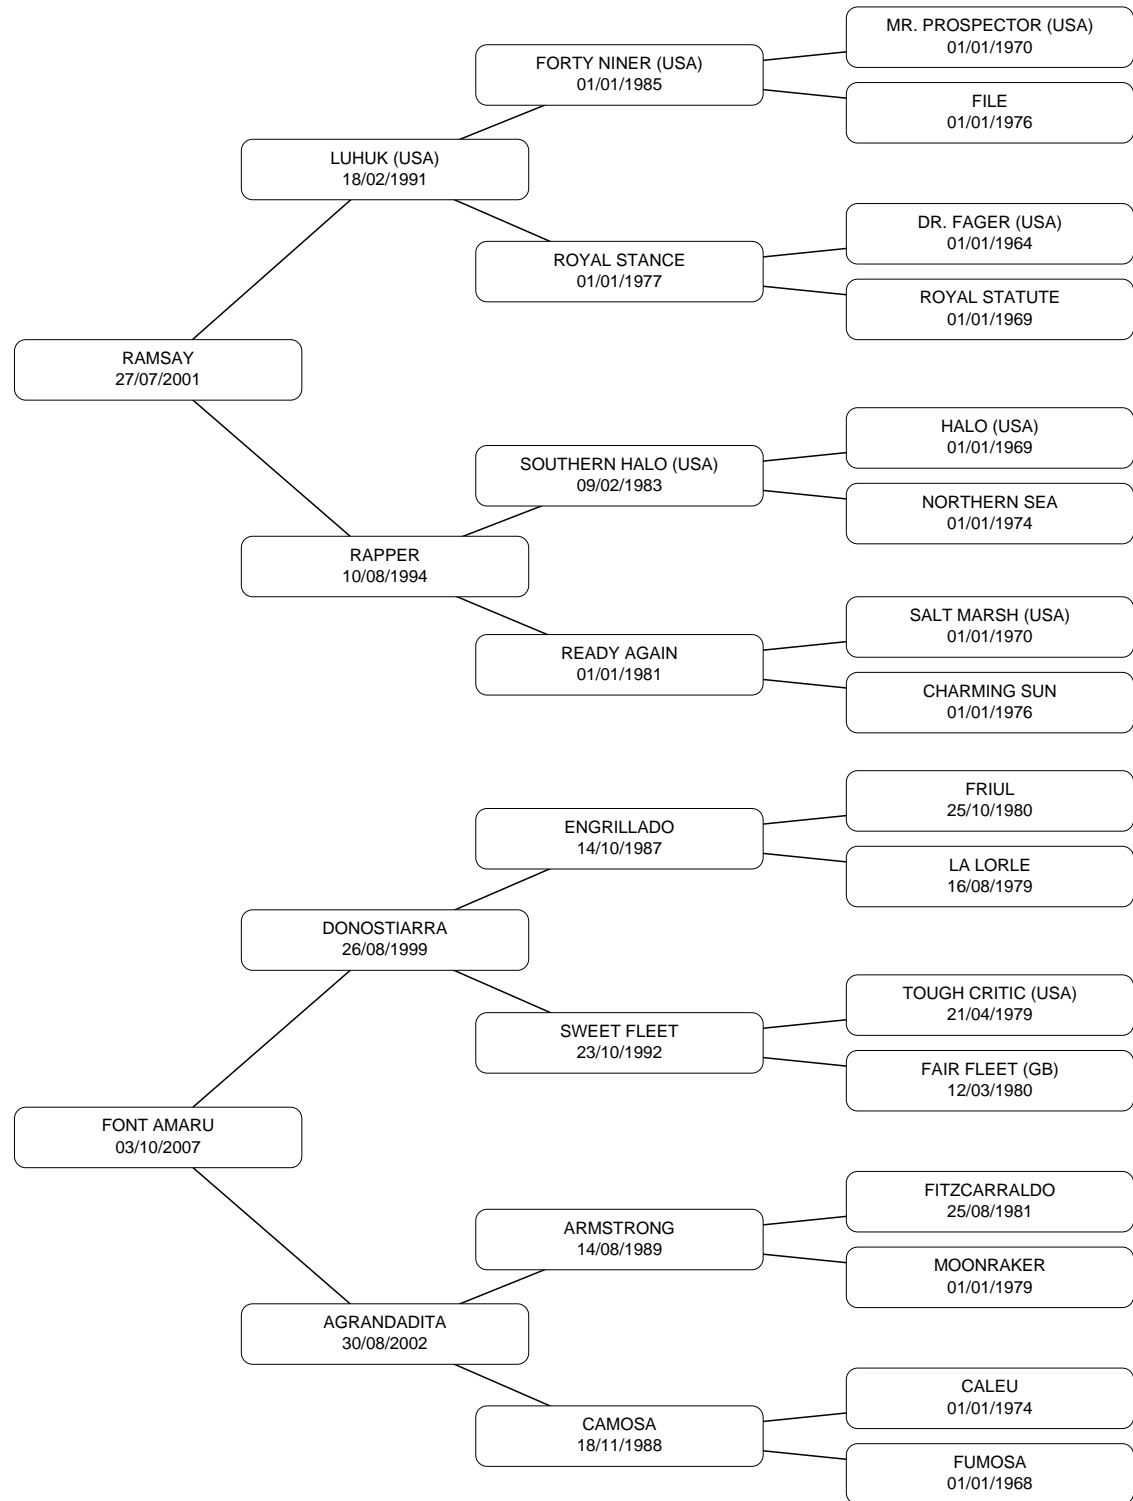 MR. PROSPECTOR (USA)
01/01/1970
FORTY NINER (USA)
01/01/1985
FILE
01/01/1976
LUHUK (USA)
18/02/1991
DR. FAGER (USA)
01/01/1964
ROYAL STANCE
01/01/1977
ROYAL STATUTE
01/01/1969
RAMSAY
27/07/2001
HALO (USA)
01/01/1969
SOUTHERN HALO (USA)
09/02/1983
NORTHERN SEA
01/01/1974
RAPPER
10/08/1994
SALT MARSH (USA)
01/01/1970
READY AGAIN
01/01/1981
CHARMING SUN
01/01/1976
FRIUL
25/10/1980
ENGRILLADO
14/10/1987
LA LORLE
16/08/1979
DONOSTIARRA
26/08/1999
TOUGH CRITIC (USA)
21/04/1979
SWEET FLEET
23/10/1992
FAIR FLEET (GB)
12/03/1980
FONT AMARU
03/10/2007
FITZCARRALDO
25/08/1981
ARMSTRONG
14/08/1989
MOONRAKER
01/01/1979
AGRANDADITA
30/08/2002
CALEU
01/01/1974
CAMOSA
18/11/1988
FUMOSA
01/01/1968